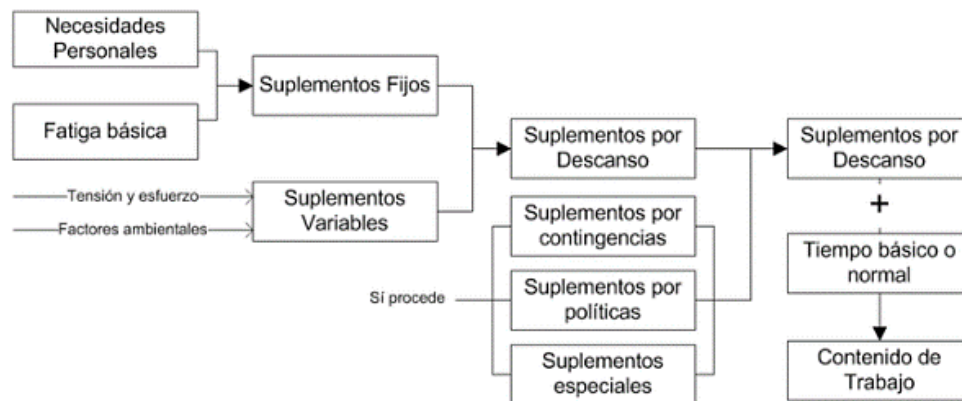 Necesidades
Personales
Fatiga básica
Tensión y esfuerzo
Factores ambientales
Suplementos Fijos
Suplementos
Variables
Sí procede
Suplementos por
Descanso
Suplementos por
contingencias
Suplementos por
políticas
Suplementos
especiales
Suplementos por
Descanso
+
Tiempo básico o
normal
Contenido de
Trabajo